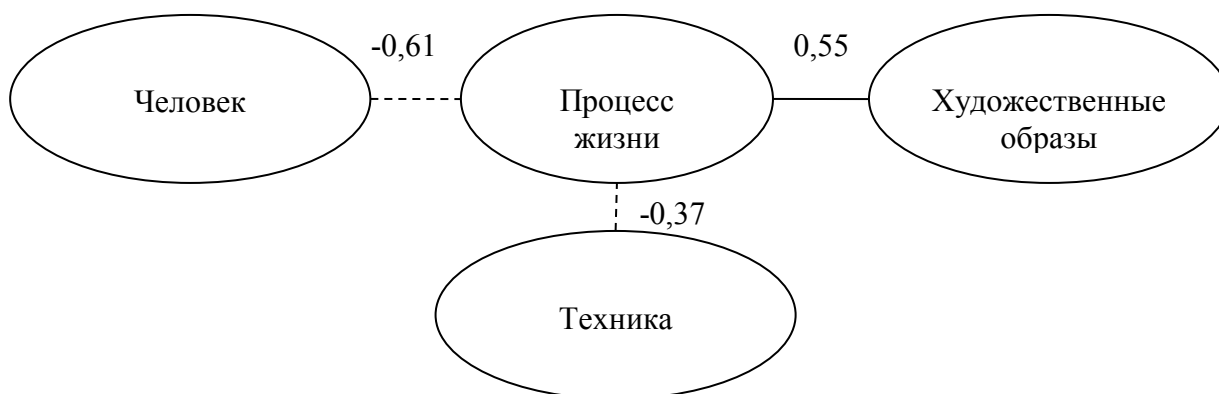 -0,61
0,55
Человек
Процесс
жизни
Художественные
образы
-0,37
Техника